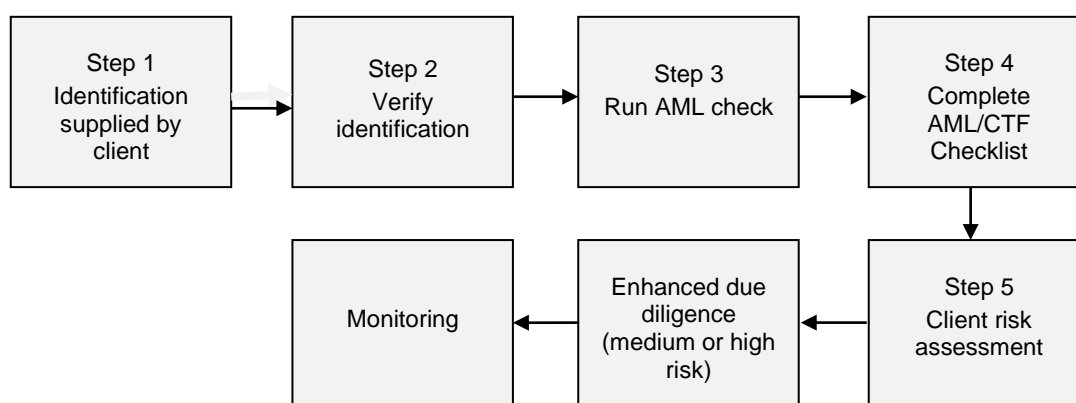 Step 1
Identification
supplied by
client
Step 2
Verify
identification
Step 3
Run AML check
Step 4
Complete
AML/CTF
Checklist
Step 5
Client risk
assessment
Enhanced due
diligence
(medium or high
risk)
Monitoring